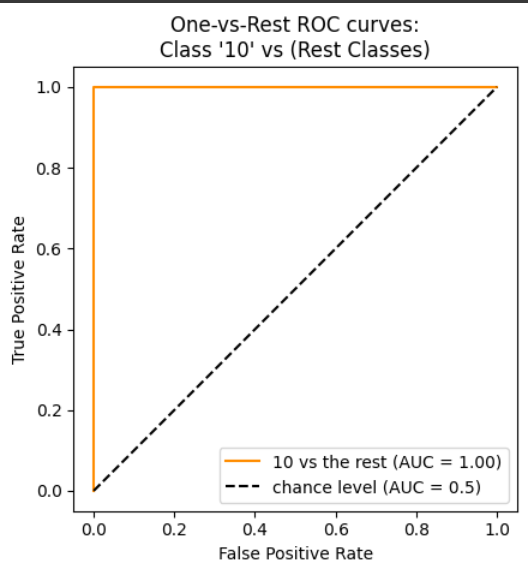 One-vs-Rest ROC curves:
Class '10' vs (Rest Classes)
1.0
0.8
0.6
0.4
0.2
0.0
True Positive Rate
10 vs the rest (AUC = 1.00)
chance level (AUC = 0.5)
0.0 0.2 0.4 0.6 0.8 1.0
False Positive Rate